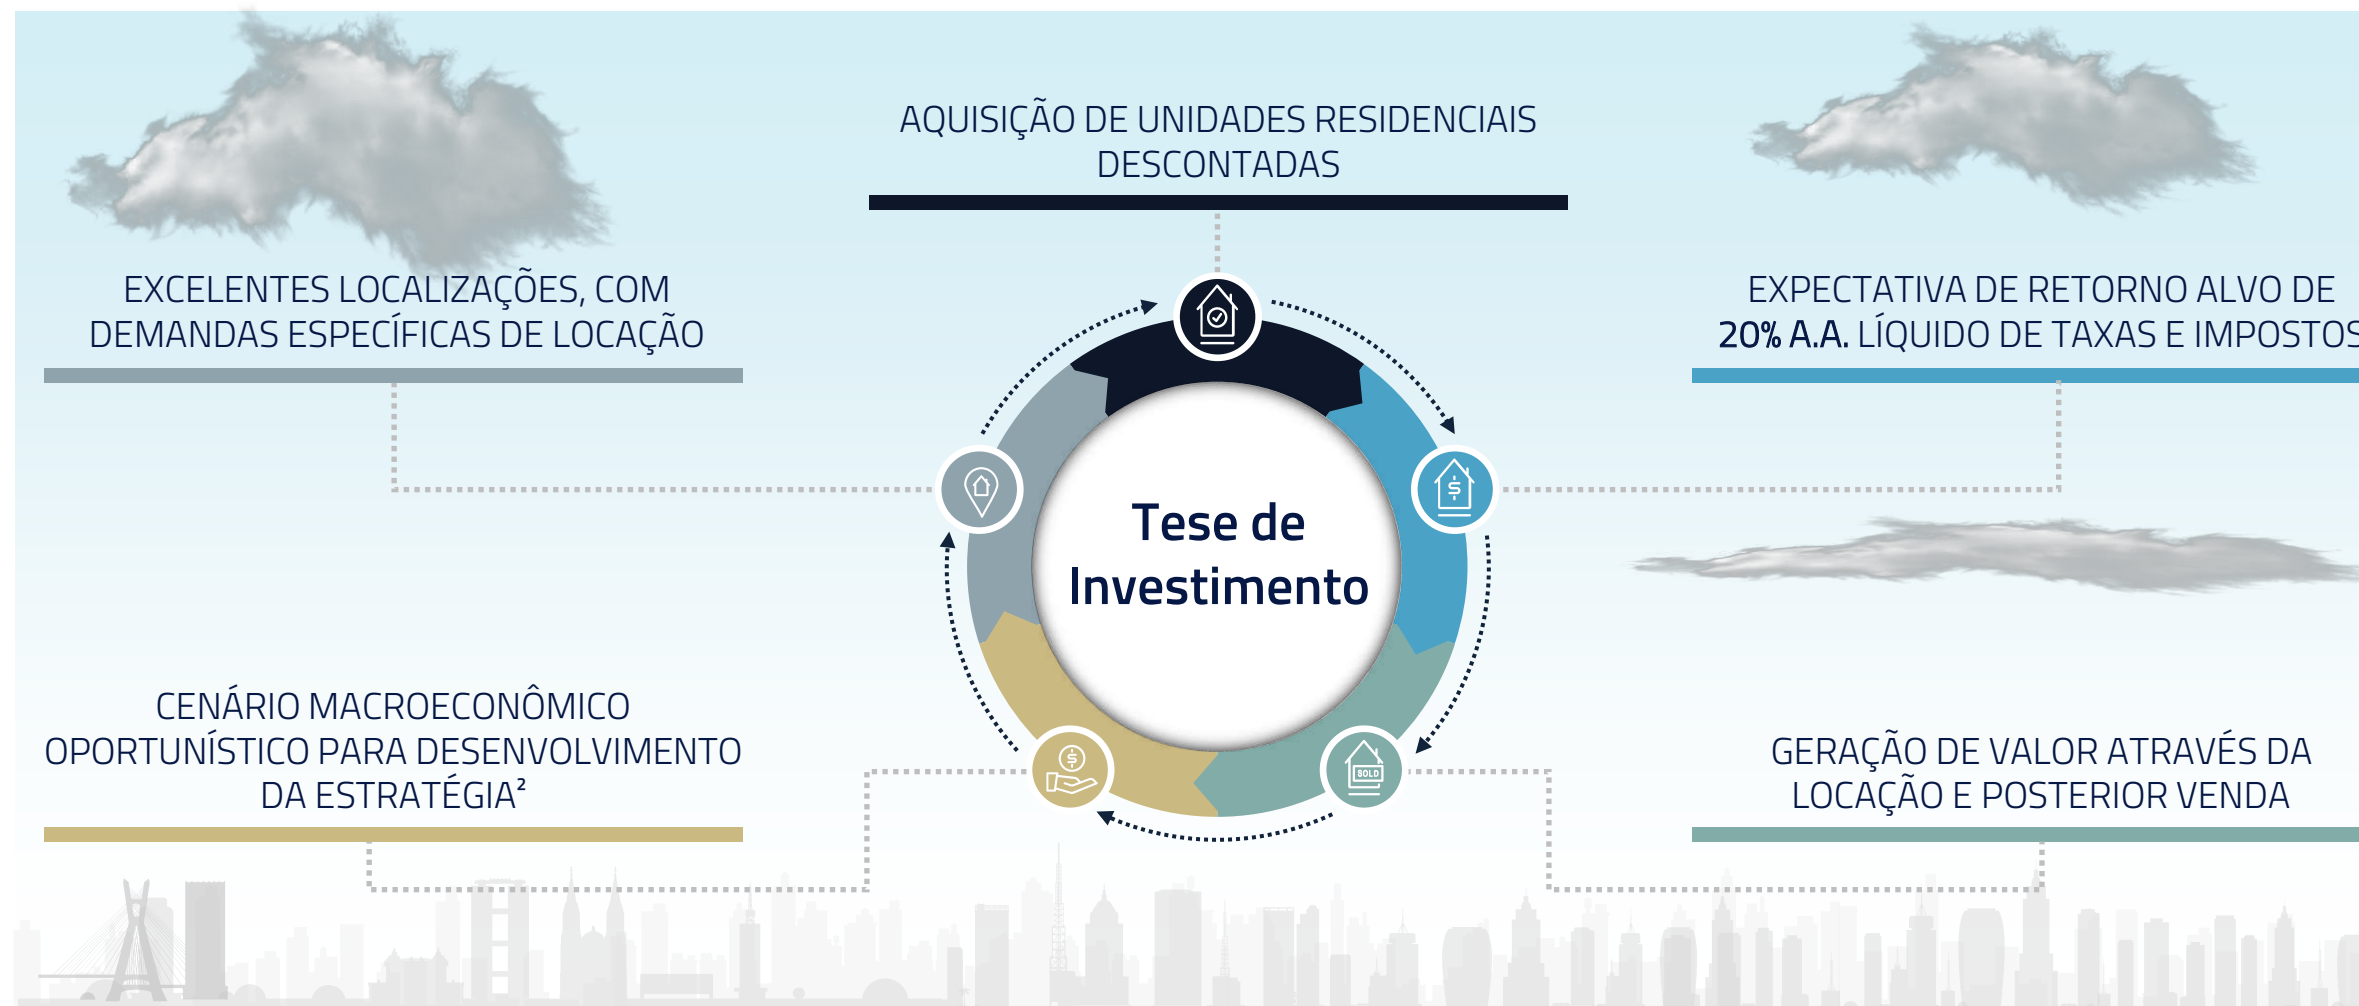 AQUISIÇÃO DE UNIDADES RESIDENCIAIS
DESCONTADAS
EXCELENTES LOCALIZAÇÕES, COM
DEMANDAS ESPECÍFICAS DE LOCAÇÃO
EXPECTATIVA DE RETORNO ALVO DE
20% A.A. LÍQUIDO DE TAXAS E IMPOSTOS
Tese de
Investimento
CENÁRIO MACROECONÔMICO
OPORTUNÍSTICO PARA DESENVOLVIMENTO
DA ESTRATÉGIA²
GERAÇÃO DE VALOR ATRAVÉS DA
LOCAÇÃO E POSTERIOR VENDA
SOLD